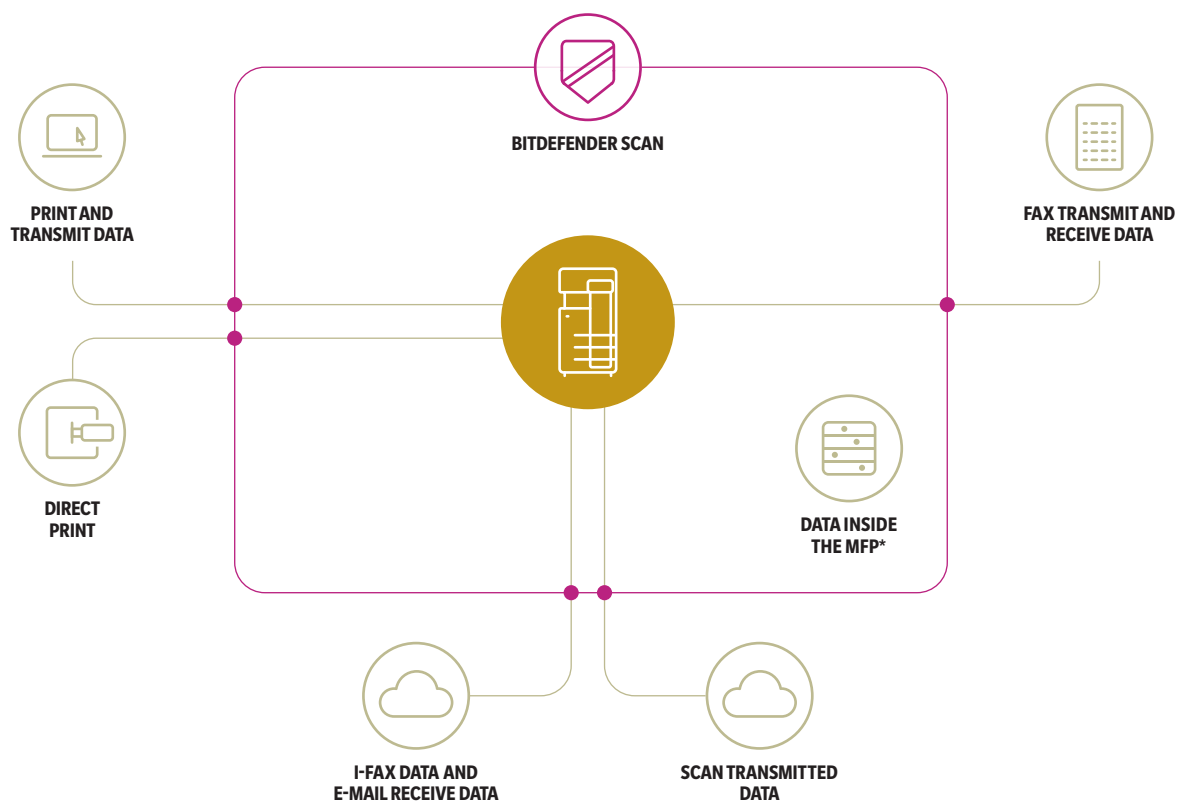 BITDEFENDER SCAN
PRINT AND
TRANSMIT DATA
FAX TRANSMIT AND
RECEIVE DATA
DIRECT
PRINT
DATA INSIDE
THE MFP*
I-FAX DATA AND
E-MAIL RECEIVE DATA
SCAN TRANSMITTED
DATA